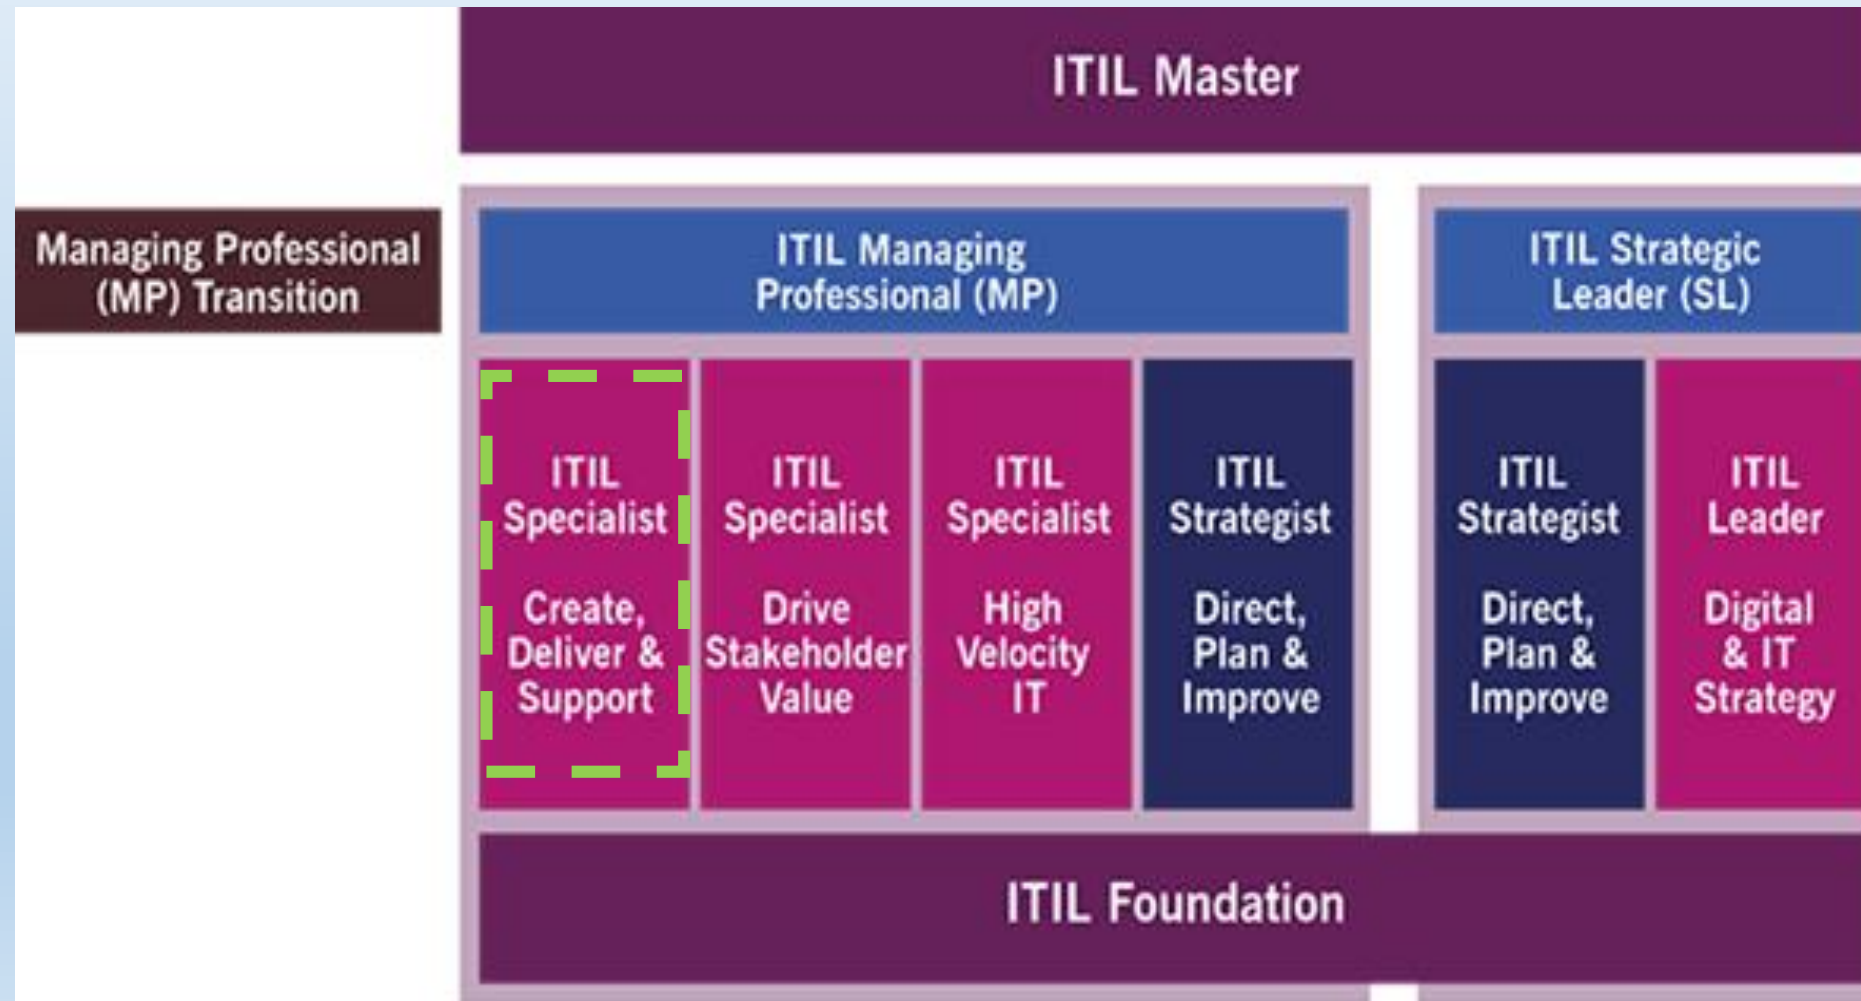 ITIL Master
Managing Professional
(MP) Transition
ITIL Managing
Professional (MP)
ITIL Strategic
Leader (SL)
ITIL
Specialist
Create,
Deliver &
Support
ITIL
Specialist
Drive
Stakeholder
Value
ITIL
Specialist
High
Velocity
IT
ITIL
Strategist
Direct,
Plan &
Improve
ITIL
Strategist
Direct,
Plan &
Improve
ITIL
Leader
Digital
& IT
Strategy
ITIL Foundation